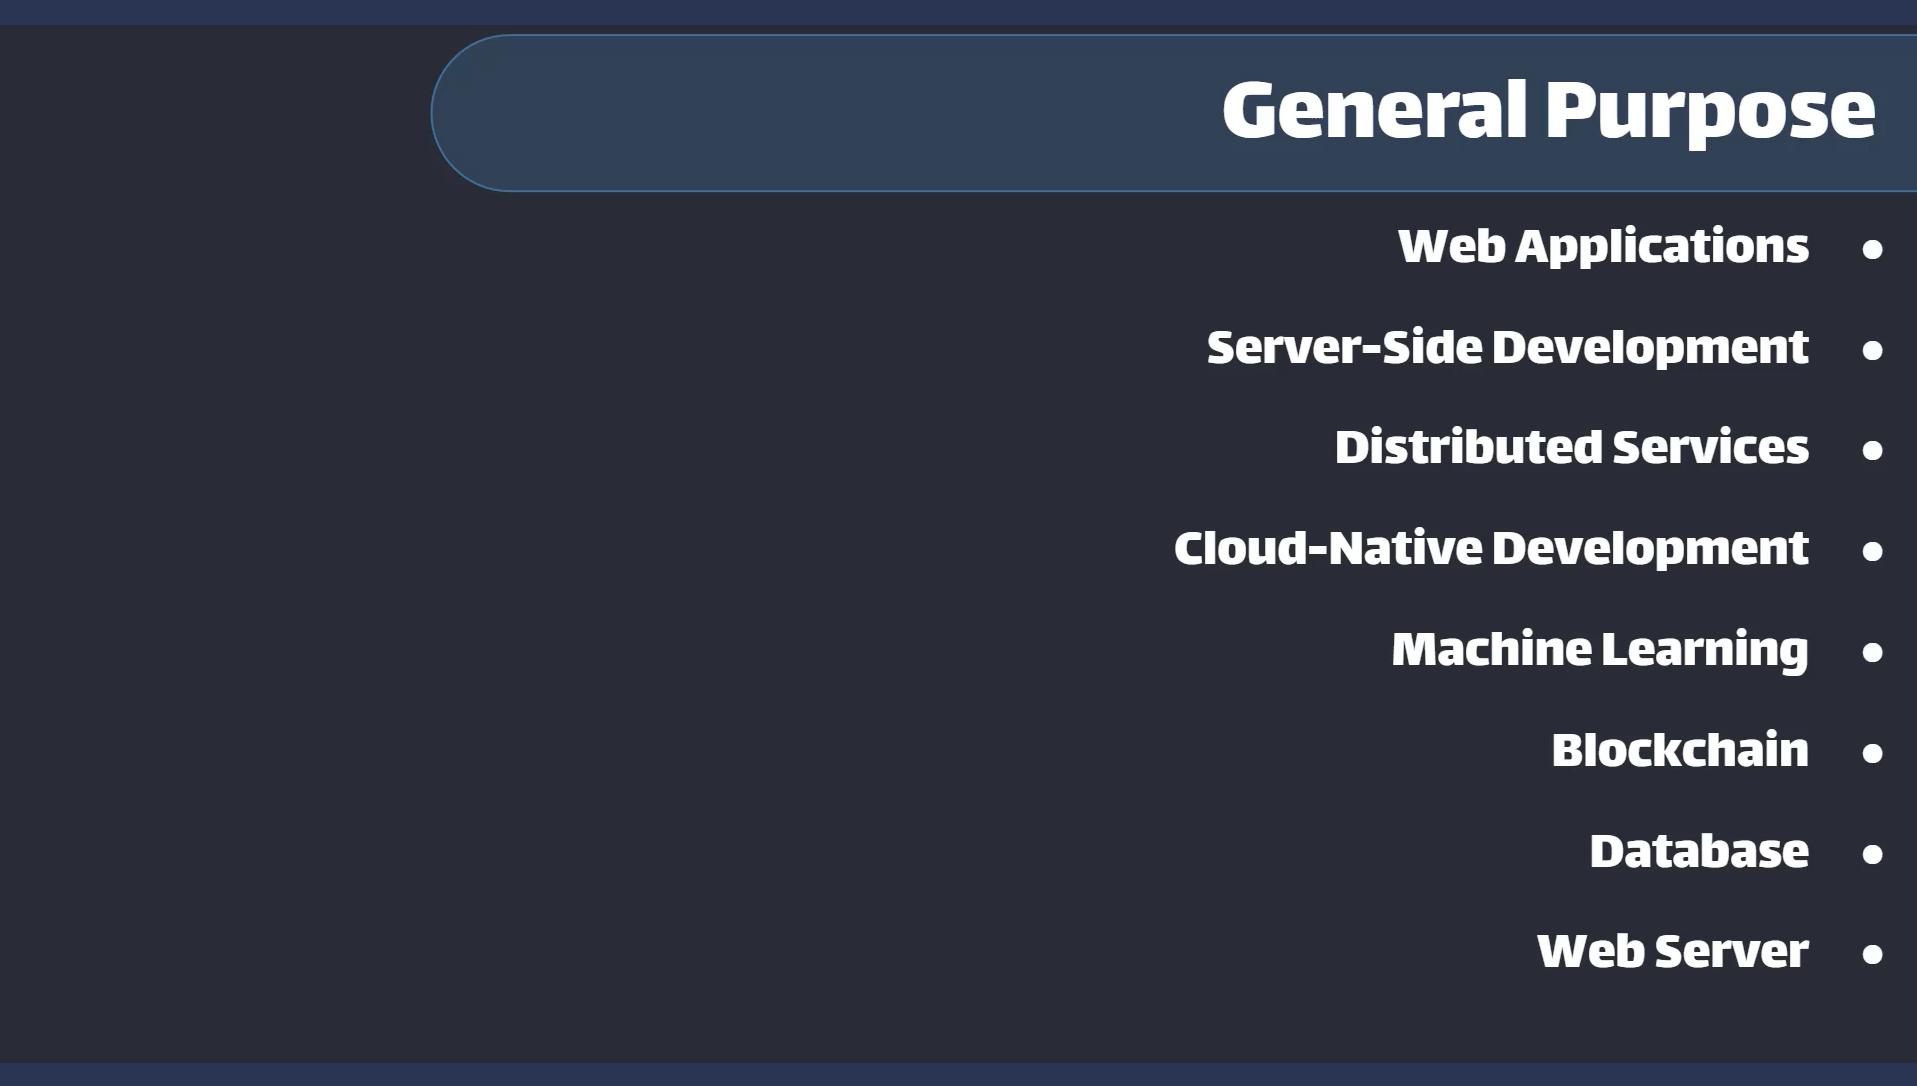 General Purpose
• Web Applications
• Server-Side Development
• Distributed Services
• Cloud-Native Development
• Machine Learning
• Blockchain
• Database
• Web Server